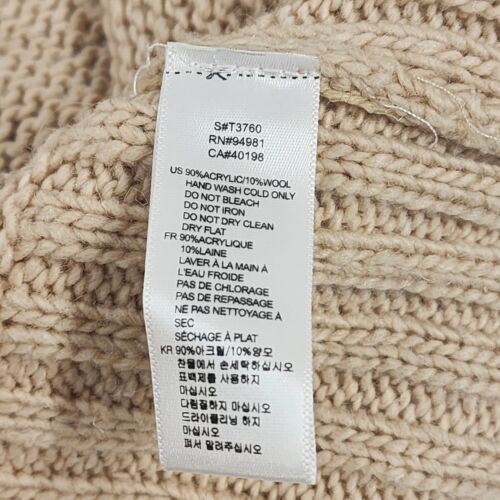 S#T3760
RN#94981
CA#40198
US 90%ACRYLIC/10%WOOL
HAND WASH COLD ONLY
DO NOT BLEACH
DO NOT IRON
DO NOT DRY CLEAN
DRY FLAT
FR 90%ACRYLIQUE
10%LAINE
LAVER À LA MAIN À
L'EAU FROIDE
PAS DE CHLORAGE
PAS DE REPASSAGE
NE PAS NETTOYAGE À
SEC
SÉCHAGE À PLAT
KR 90%아크릴/10%양모
찬물에서 손세탁하십시오
표백제를 사용하지
마십시오
다림질하지 마십시오
드라이클리닝 하지
마십시오
펴서 말려주십시오